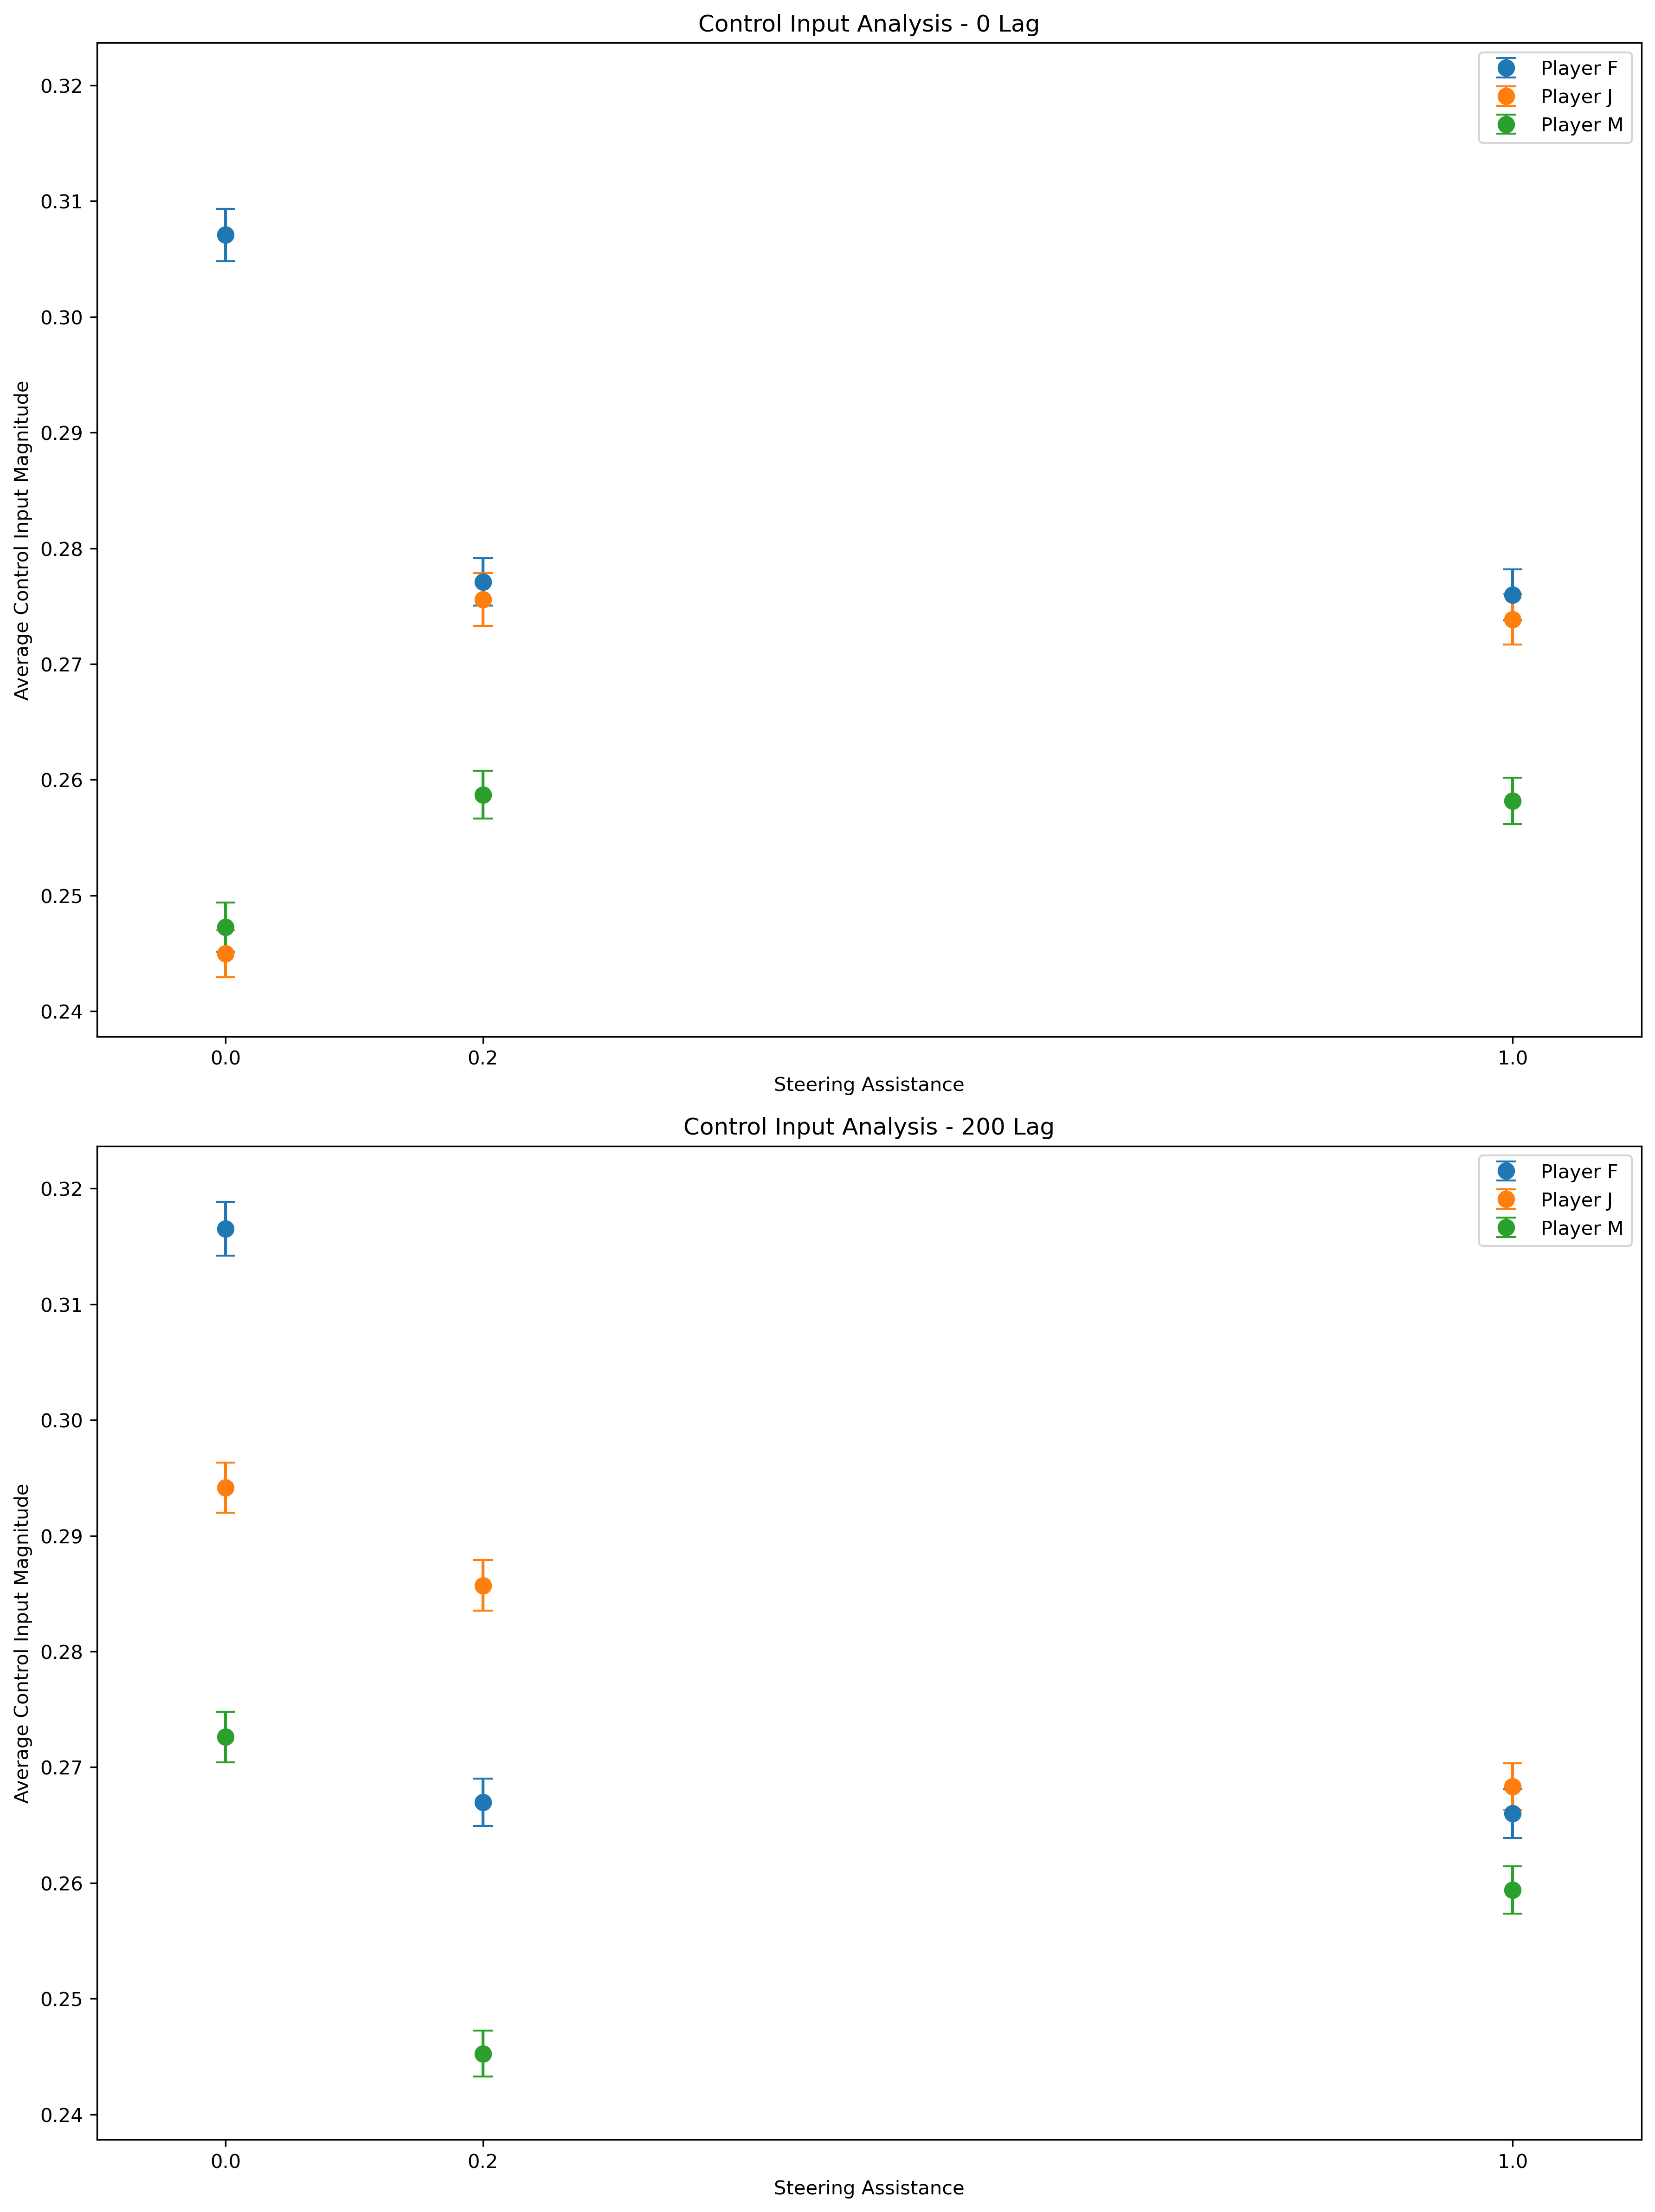 Control Input Analysis - 0 Lag
Player F
Player J
Player M
Average Control Input Magnitude
0.32
0.31
0.30
0.29
0.28
0.27
0.26
0.25
0.24
0.0 0.2 1.0
Steering Assistance
Control Input Analysis - 200 Lag
Player F
Player J
Player M
Average Control Input Magnitude
0.32
0.31
0.30
0.29
0.28
0.27
0.26
0.25
0.24
0.0 0.2 1.0
Steering Assistance